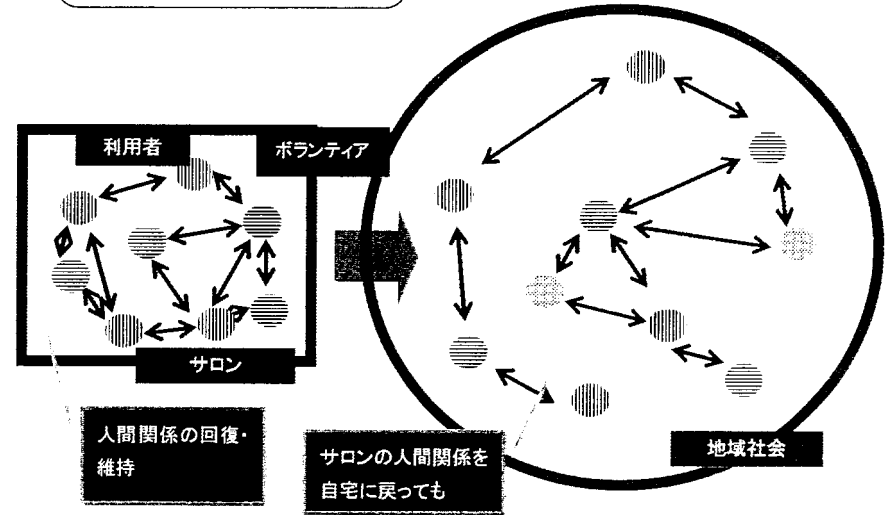 利用者
ボランティア
サロン
人間関係の回復・
維持
サロンの人間関係を
自宅に戻っても
地域社会